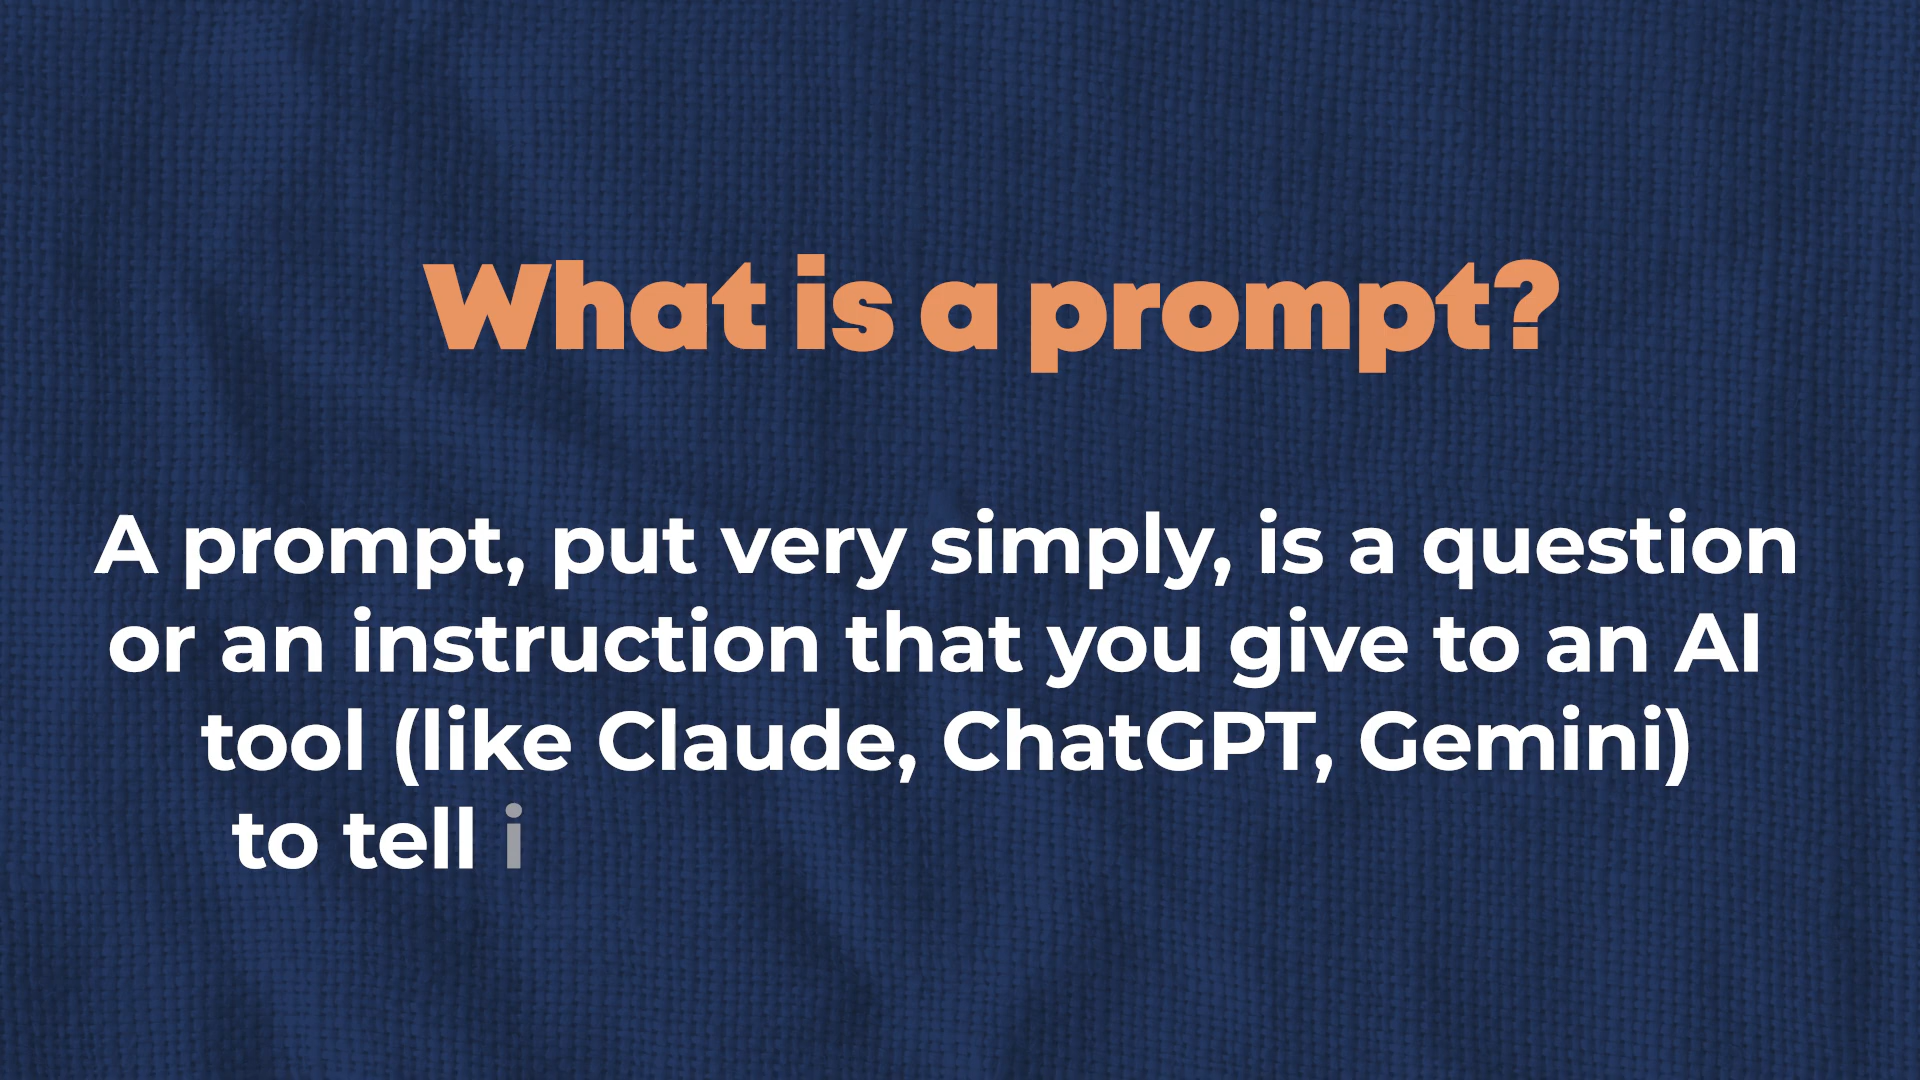 What is a prompt?
A prompt, put very simply, is a question
or an instruction that you give to an AI
tool (like Claude, ChatGPT, Gemini)
to tell i